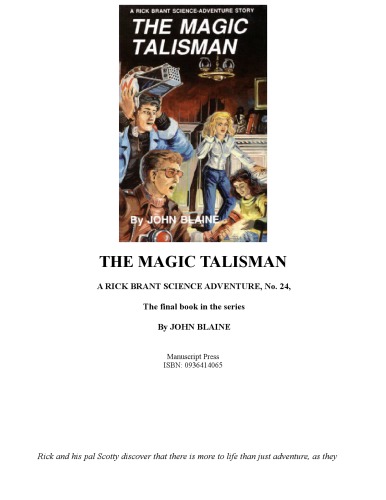 A RICK BRANT SCIENCE-ADVENTURE STORY
THE MAGIC
TALISMAN
By JOHN BLAINE
THE MAGIC TALISMAN
A RICK BRANT SCIENCE ADVENTURE, No. 24,
The final book in the series
By JOHN BLAINE
Manuscript Press
ISBN: 0936414065
Rick and his pal Scotty discover that there is more to life than just adventure, as they